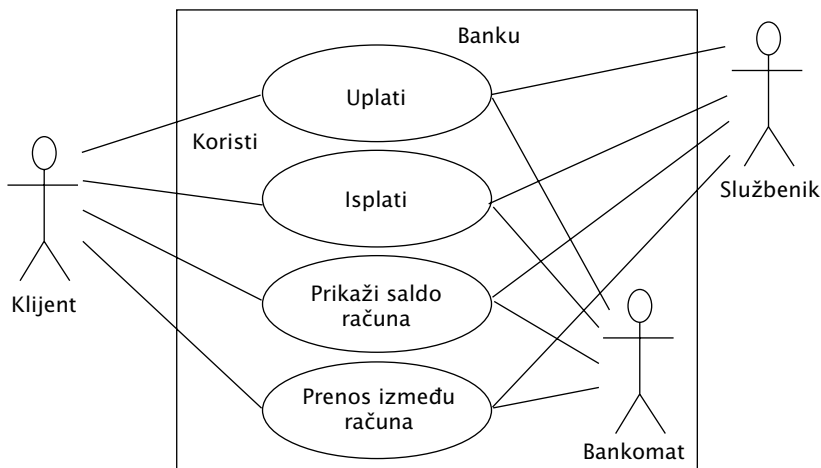 Banku
Uplati
Koristi
Isplati
Službenik
Klijent
Prikaži saldo
računa
Prenos između
računa
Bankomat